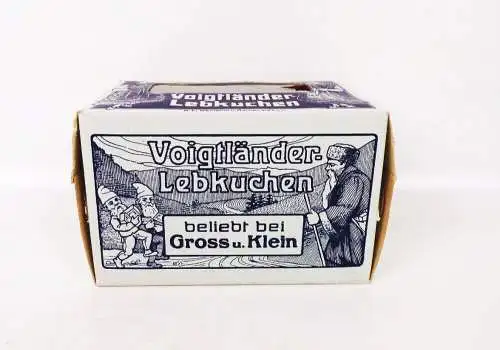 Voigtländer-
Lebkuchen
Voigtländer-
Lebkuchen
beliebt bei
Gross u. Klein